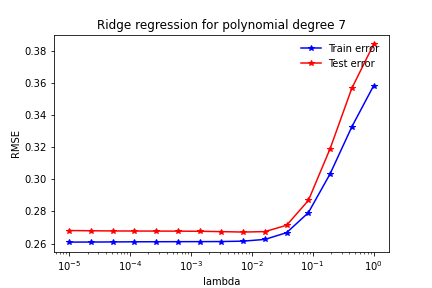 Ridge regression for polynomial degree 7
Train error
Test error
RMSE
0.38
0.36
0.34
0.32
0.30
0.28
0.26
10⁻⁵ 10⁻⁴ 10⁻³ 10⁻² 10⁻¹ 10⁰
lambda